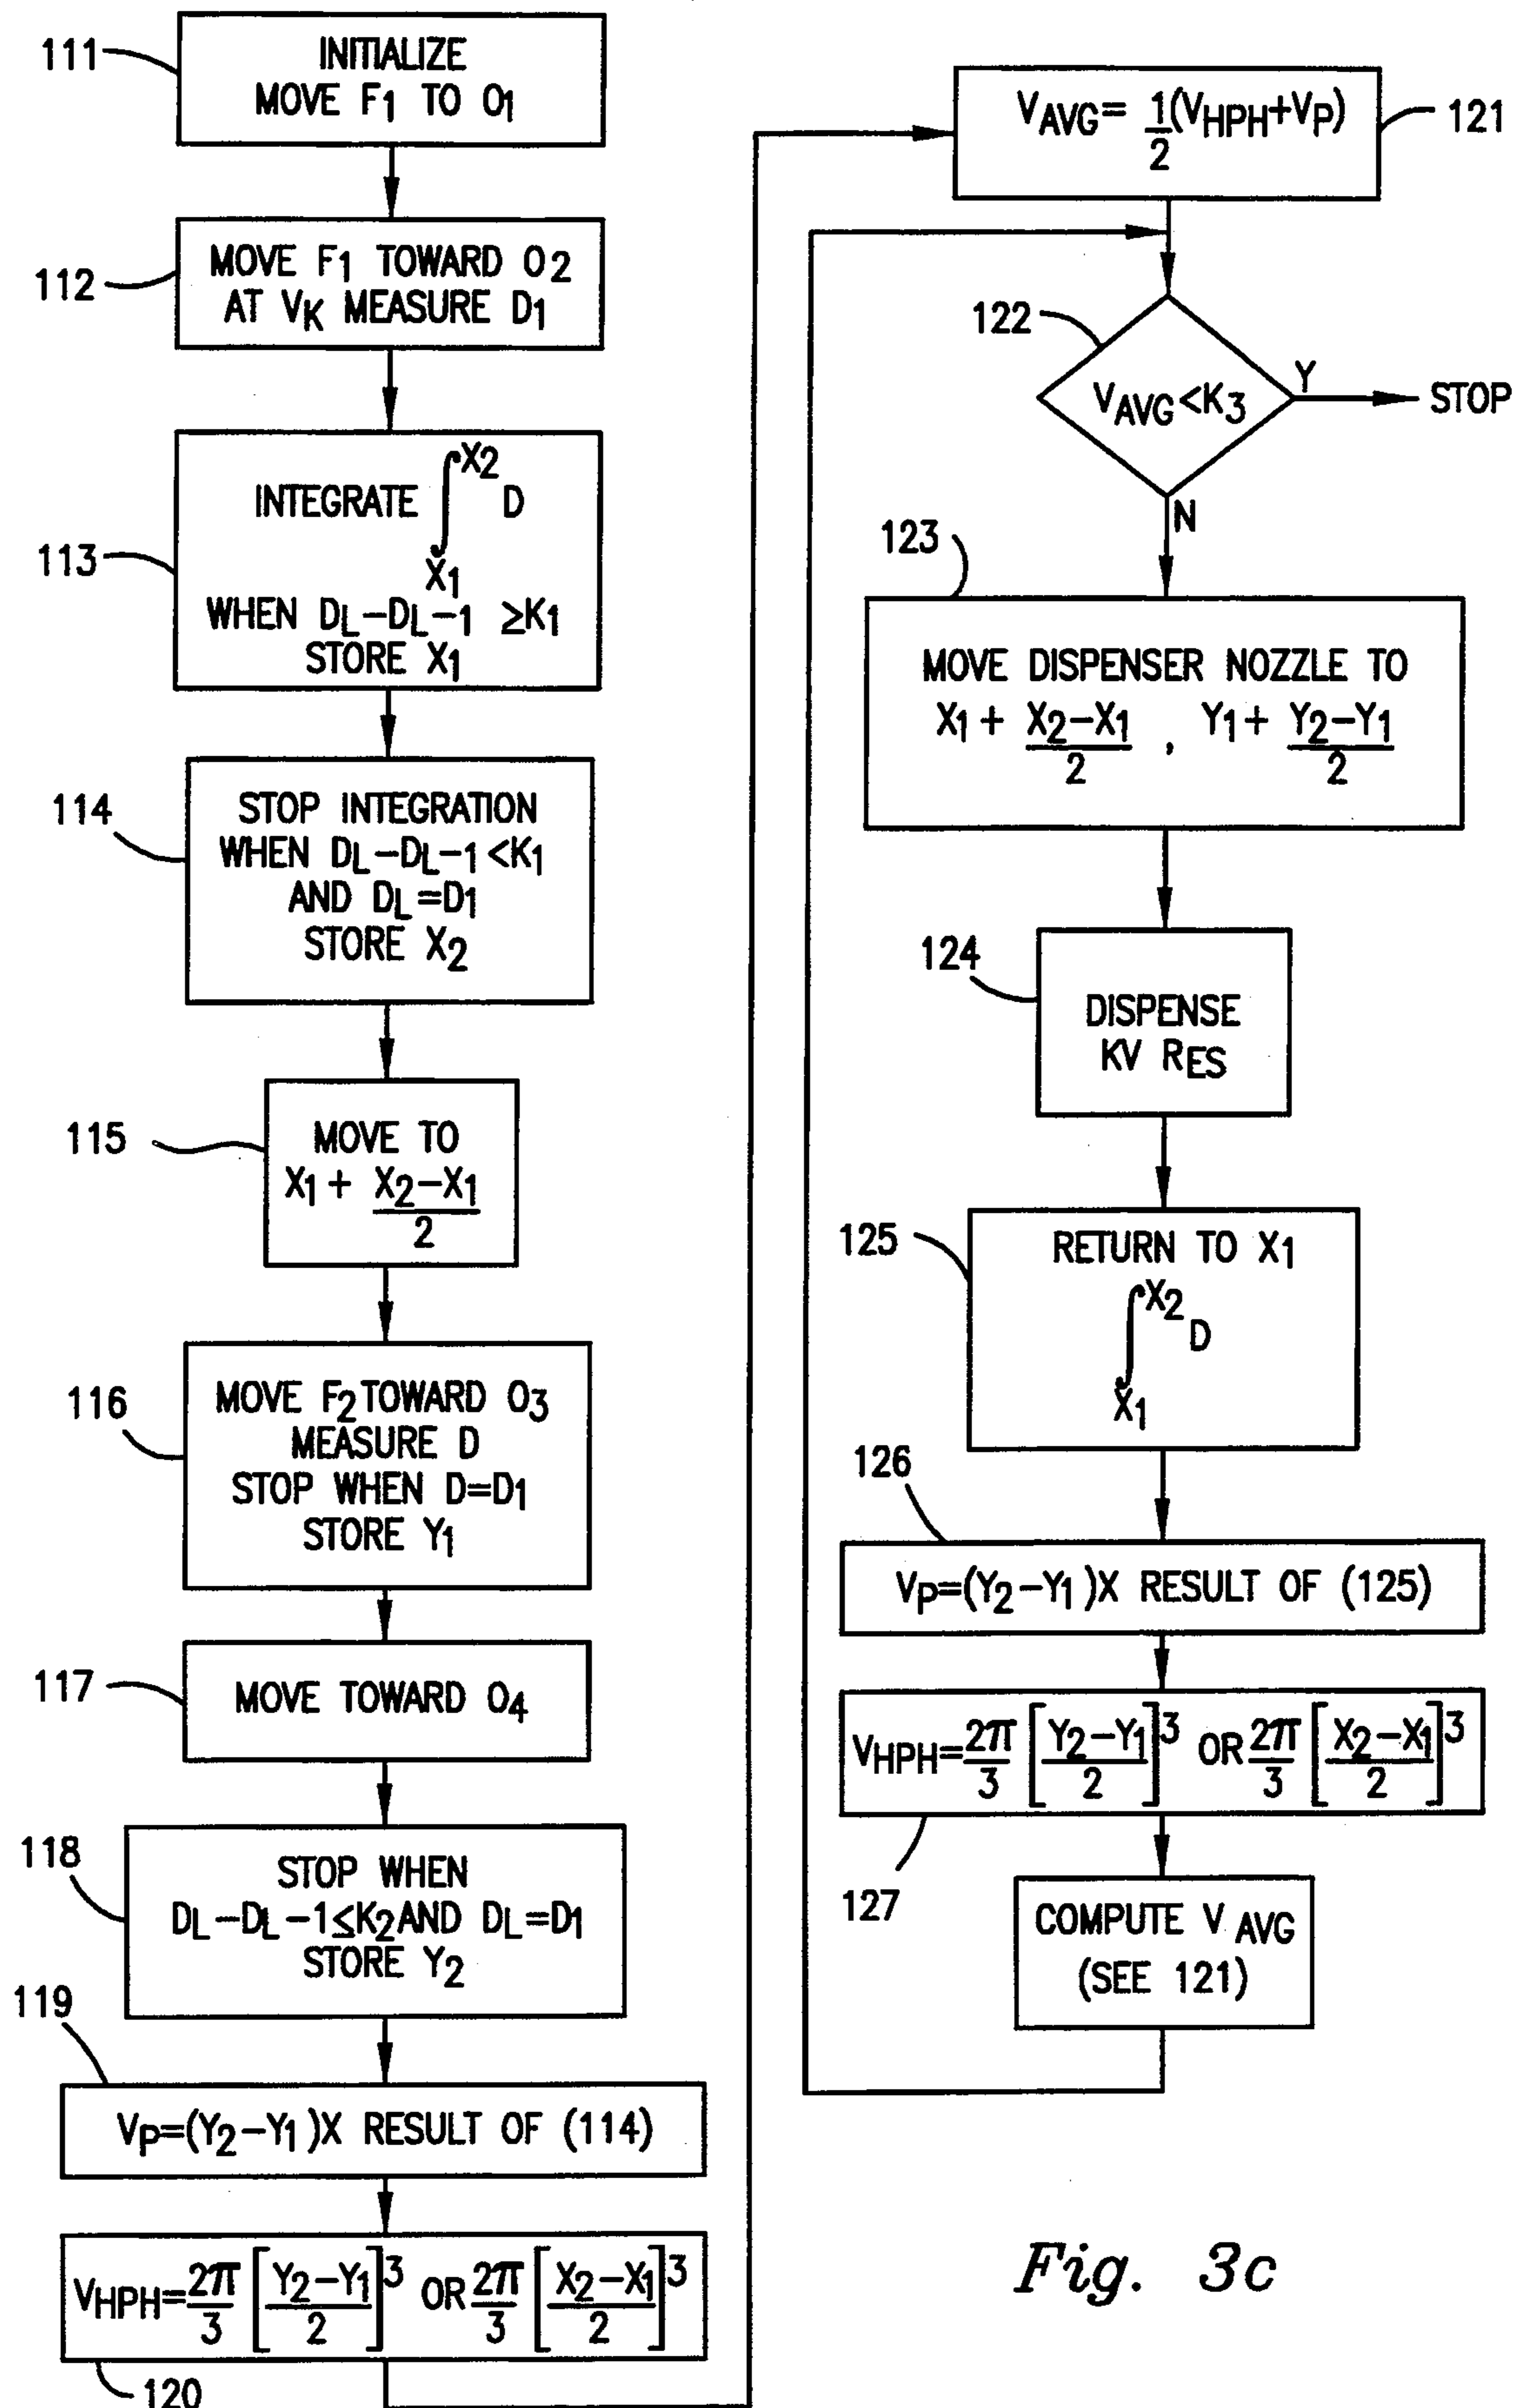 111
INITIALIZE
MOVE F1 TO O1
112
MOVE F1 TOWARD O2
AT VK MEASURE D1
113
INTEGRATE ∫ X2 D
X1
WHEN DL-DL-1 ≥K1
STORE X1
114
STOP INTEGRATION
WHEN DL-DL-1 <K1
AND DL=D1
STORE X2
115
MOVE TO
X1 + X2-X1
2
116
MOVE F2 TOWARD O3
MEASURE D
STOP WHEN D=D1
STORE Y1
117
MOVE TOWARD O4
118
STOP WHEN
DL-DL-1≤K2 AND DL=D1
STORE Y2
119
VP=(Y2-Y1)X RESULT OF (114)
VHPH=2π/3 [Y2-Y1/2]3 OR 2π/3 [X2-X1/2]3
120
VAVG= 1/2(VHPH+VP)
121
122
VAVG<K3
Y
STOP
N
123
MOVE DISPENSER NOZZLE TO
X1 + X2-X1 , Y1 + Y2-Y1
2 2
124
DISPENSE
KV RES
125
RETURN TO X1
∫ X2 D
X1
126
VP=(Y2-Y1)X RESULT OF (125)
VHPH=2π/3 [Y2-Y1/2]3 OR 2π/3 [X2-X1/2]3
127
COMPUTE V AVG
(SEE 121)
Fig. 3c